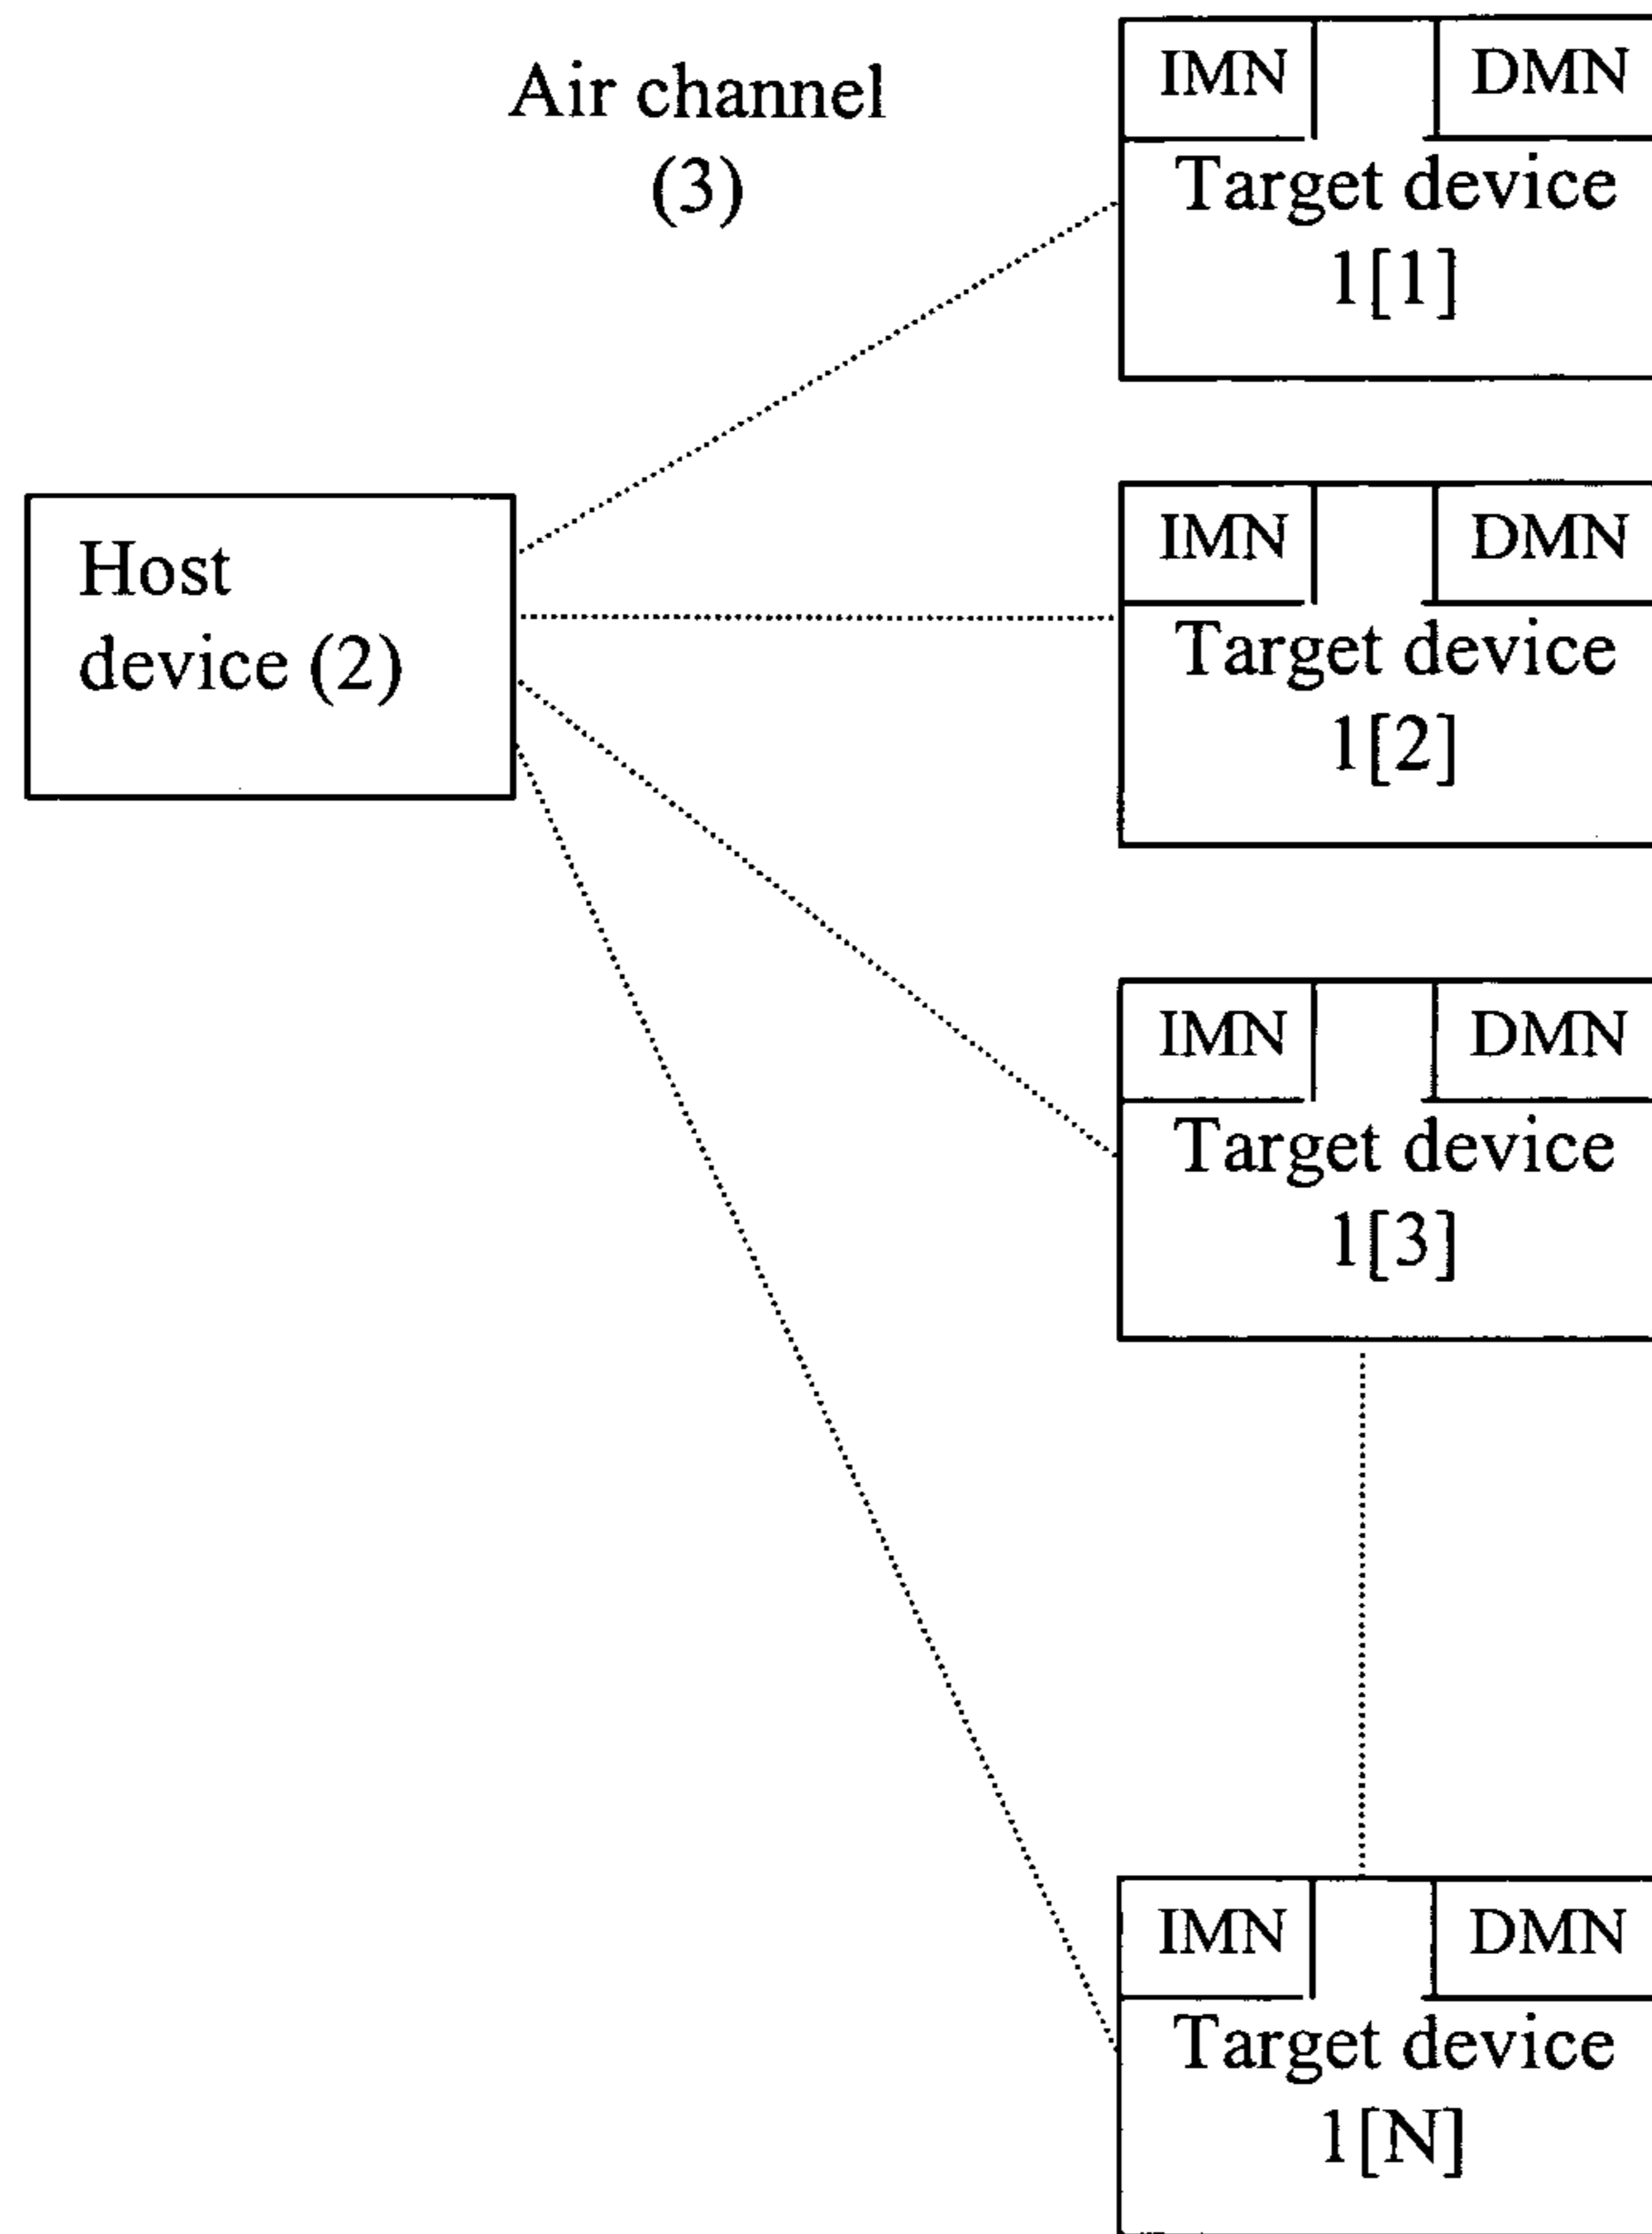 Air channel
(3)
IMN DMN
Target device
1[1]
Host
device (2)
IMN DMN
Target device
1[2]
IMN DMN
Target device
1[3]
IMN DMN
Target device
1[N]